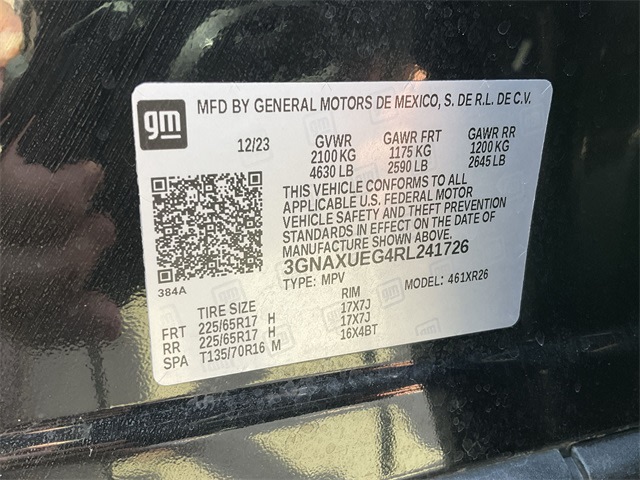 gm
MFD BY GENERAL MOTORS DE MEXICO, S. DE R.L. DE C.V.
12/23 GVWR GAWR FRT GAWR RR
2100 KG 1175 KG 1200 KG
4630 LB 2590 LB 2645 LB
THIS VEHICLE CONFORMS TO ALL
APPLICABLE U.S. FEDERAL MOTOR
VEHICLE SAFETY AND THEFT PREVENTION
STANDARDS IN EFFECT ON THE DATE OF
MANUFACTURE SHOWN ABOVE.
3GNAXUEG4RL241726
384A TYPE: MPV MODEL: 461XR26
TIRE SIZE RIM
FRT 225/65R17 H 17X7J
RR 225/65R17 H 17X7J
SPA T135/70R16 M 16X4BT